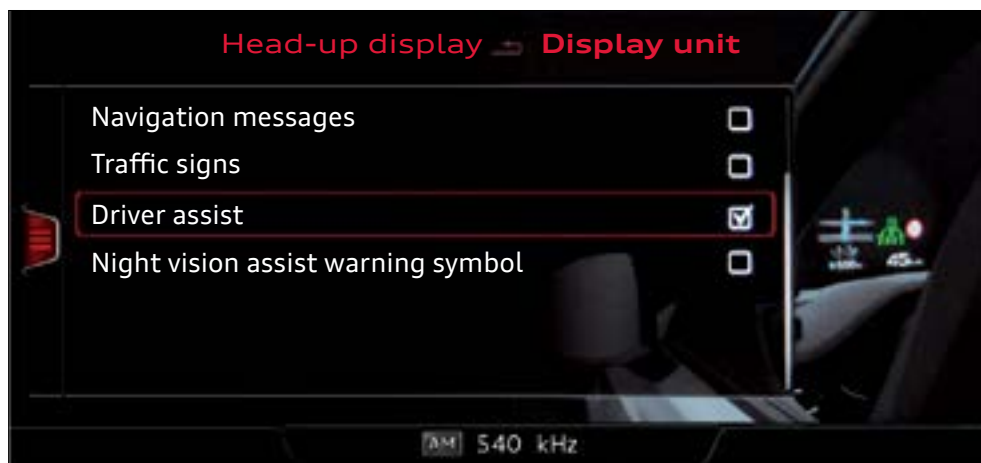 Head-up display Display unit
Navigation messages
Traffic signs
Driver assist
Night vision assist warning symbol
45
AM 540 kHz